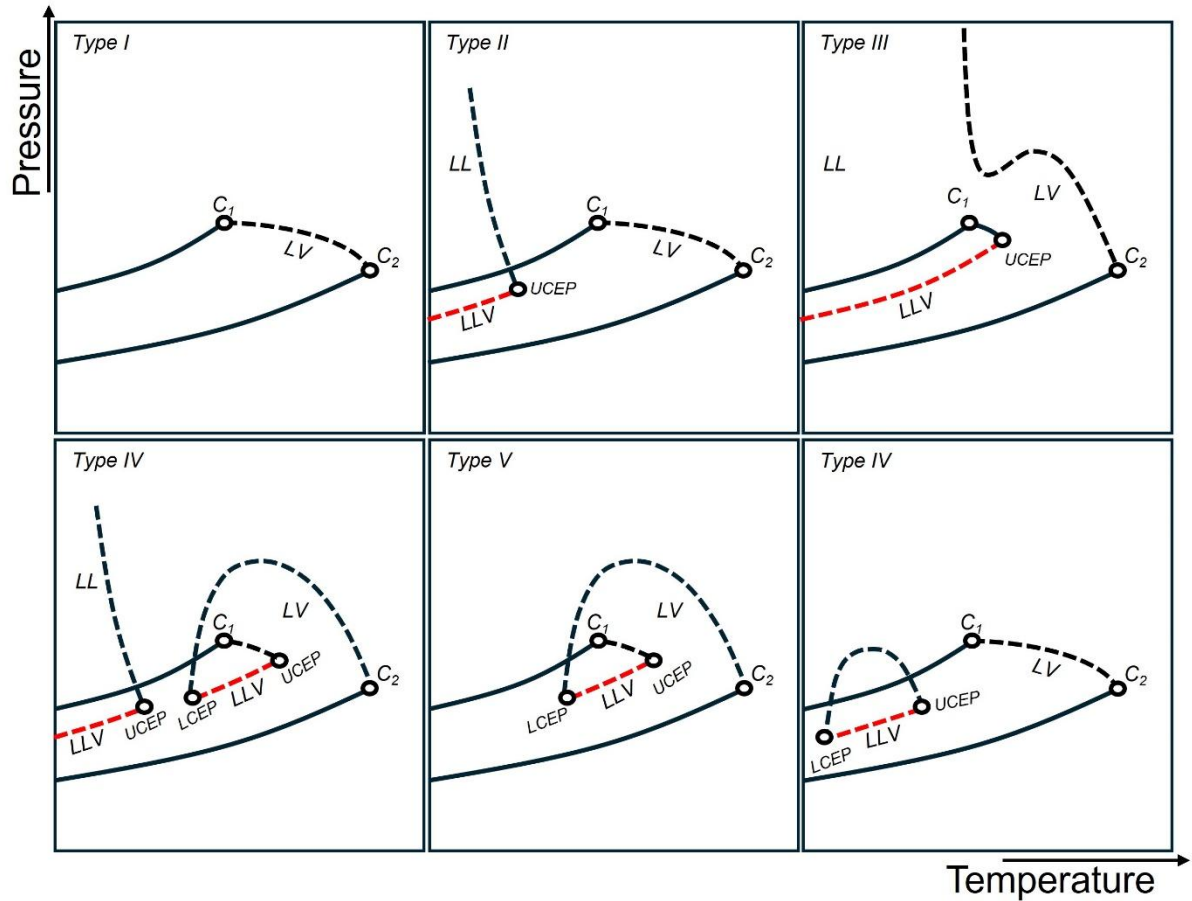 Pressure
Type I
C1
LV
C2
Type II
LL
C1
LV
C2
UCEP
LLV
Type III
LL
LV
C1
UCEP
C2
LLV
Type IV
LL
LV
C1
UCEP
C2
LLV
UCEP
LCEP
LLV
Type V
LV
C1
UCEP
C2
LLV
LCEP
Type IV
C1
LV
C2
UCEP
LLV
LCEP
Temperature